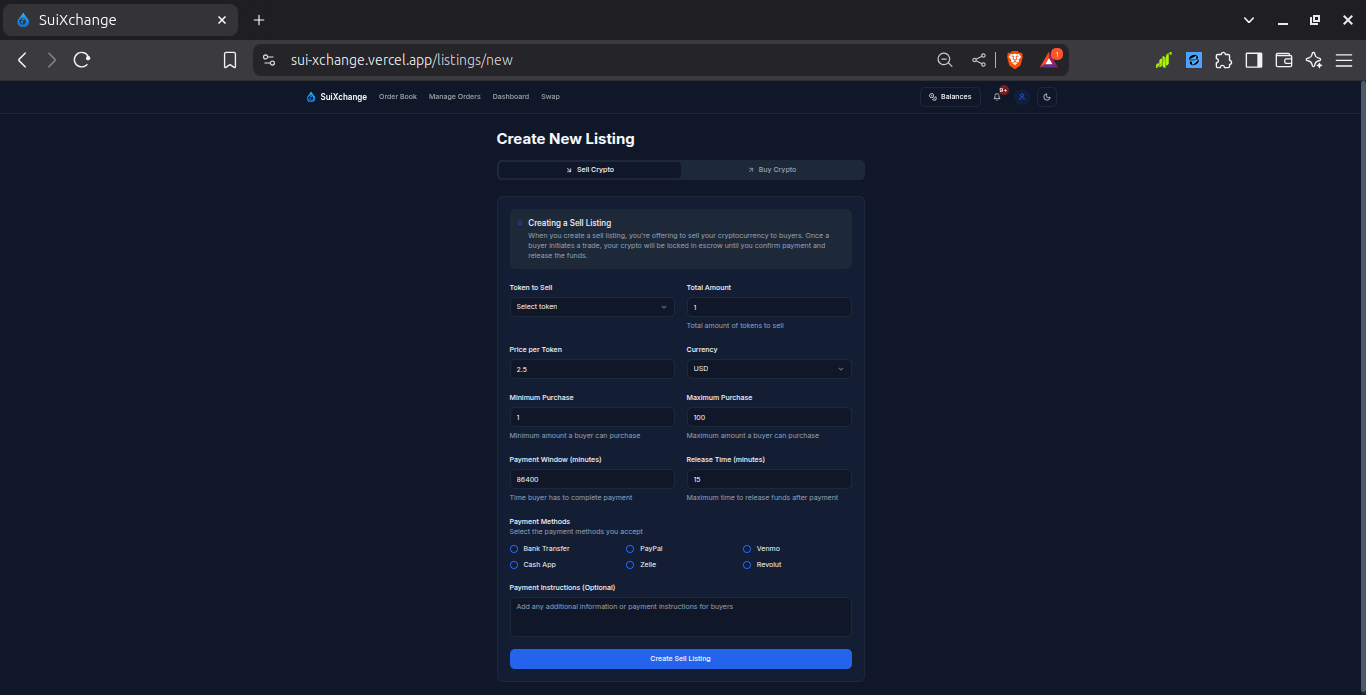 SuiXchange
sui-xchange.vercel.app/listings/new
1
SuiXchange Order Book Manage Orders Dashboard Swap Balances 9+
Create New Listing
Sell Crypto Buy Crypto
Creating a Sell Listing
When you create a sell listing, you're offering to sell your cryptocurrency to buyers. Once a
buyer initiates a trade, your crypto will be locked in escrow until you confirm payment and
release the funds.
Token to Sell Total Amount
Select token 1
Total amount of tokens to sell
Price per Token Currency
2.5 USD
Minimum Purchase Maximum Purchase
1 100
Minimum amount a buyer can purchase Maximum amount a buyer can purchase
Payment Window (minutes) Release Time (minutes)
86400 15
Time buyer has to complete payment Maximum time to release funds after payment
Payment Methods
Select the payment methods you accept
Bank Transfer PayPal Venmo
Cash App Zelle Revolut
Payment Instructions (Optional)
Add any additional information or payment instructions for buyers
Create Sell Listing